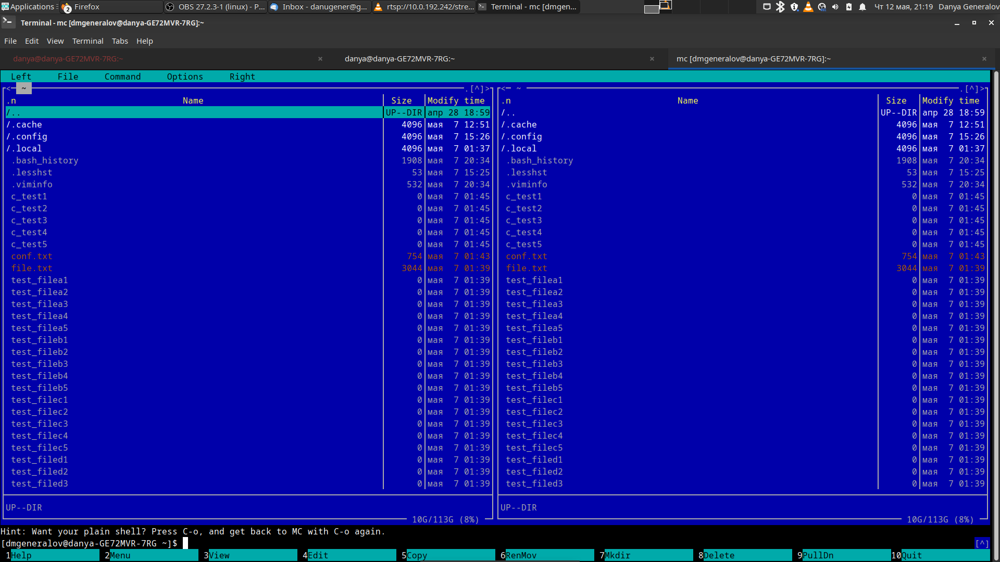 Applications Firefox 2 OBS 27.2.3-1 (linux) - P... Inbox - danugener@g... rtsp://10.0.192.242/stre... Terminal - mc [dmgen... Чт 12 мая, 21:19 Danya Generalov
Terminal - mc [dmgeneralov@danya-GE72MVR-7RG]:~
File Edit View Terminal Tabs Help
danya@danya-GE72MVR-7RG:~ × danya@danya-GE72MVR-7RG:~ × mc [dmgeneralov@danya-GE72MVR-7RG]:~ ×
Left File Command Options Right
<─ ~ .[^]> <─ ~ .[^]>
.n Name Size Modify time .n Name Size Modify time
/.. UP--DIR апр 28 18:59 /.. UP--DIR апр 28 18:59
/.cache 4096 мая 7 12:51 /.cache 4096 мая 7 12:51
/.config 4096 мая 7 15:26 /.config 4096 мая 7 15:26
/.local 4096 мая 7 01:37 /.local 4096 мая 7 01:37
.bash_history 1908 мая 7 20:34 .bash_history 1908 мая 7 20:34
.lesshst 53 мая 7 15:25 .lesshst 53 мая 7 15:25
.viminfo 532 мая 7 20:34 .viminfo 532 мая 7 20:34
c_test1 0 мая 7 01:45 c_test1 0 мая 7 01:45
c_test2 0 мая 7 01:45 c_test2 0 мая 7 01:45
c_test3 0 мая 7 01:45 c_test3 0 мая 7 01:45
c_test4 0 мая 7 01:45 c_test4 0 мая 7 01:45
c_test5 0 мая 7 01:45 c_test5 0 мая 7 01:45
conf.txt 754 мая 7 01:43 conf.txt 754 мая 7 01:43
file.txt 3044 мая 7 01:39 file.txt 3044 мая 7 01:39
test_filea1 0 мая 7 01:39 test_filea1 0 мая 7 01:39
test_filea2 0 мая 7 01:39 test_filea2 0 мая 7 01:39
test_filea3 0 мая 7 01:39 test_filea3 0 мая 7 01:39
test_filea4 0 мая 7 01:39 test_filea4 0 мая 7 01:39
test_filea5 0 мая 7 01:39 test_filea5 0 мая 7 01:39
test_fileb1 0 мая 7 01:39 test_fileb1 0 мая 7 01:39
test_fileb2 0 мая 7 01:39 test_fileb2 0 мая 7 01:39
test_fileb3 0 мая 7 01:39 test_fileb3 0 мая 7 01:39
test_fileb4 0 мая 7 01:39 test_fileb4 0 мая 7 01:39
test_fileb5 0 мая 7 01:39 test_fileb5 0 мая 7 01:39
test_filec1 0 мая 7 01:39 test_filec1 0 мая 7 01:39
test_filec2 0 мая 7 01:39 test_filec2 0 мая 7 01:39
test_filec3 0 мая 7 01:39 test_filec3 0 мая 7 01:39
test_filec4 0 мая 7 01:39 test_filec4 0 мая 7 01:39
test_filec5 0 мая 7 01:39 test_filec5 0 мая 7 01:39
test_filed1 0 мая 7 01:39 test_filed1 0 мая 7 01:39
test_filed2 0 мая 7 01:39 test_filed2 0 мая 7 01:39
test_filed3 0 мая 7 01:39 test_filed3 0 мая 7 01:39
UP--DIR UP--DIR
10G/113G (8%) 10G/113G (8%)
Hint: Want your plain shell? Press C-o, and get back to MC with C-o again.
[dmgeneralov@danya-GE72MVR-7RG ~]$ [^]
1Help 2Menu 3View 4Edit 5Copy 6RenMov 7Mkdir 8Delete 9PullDn 10Quit